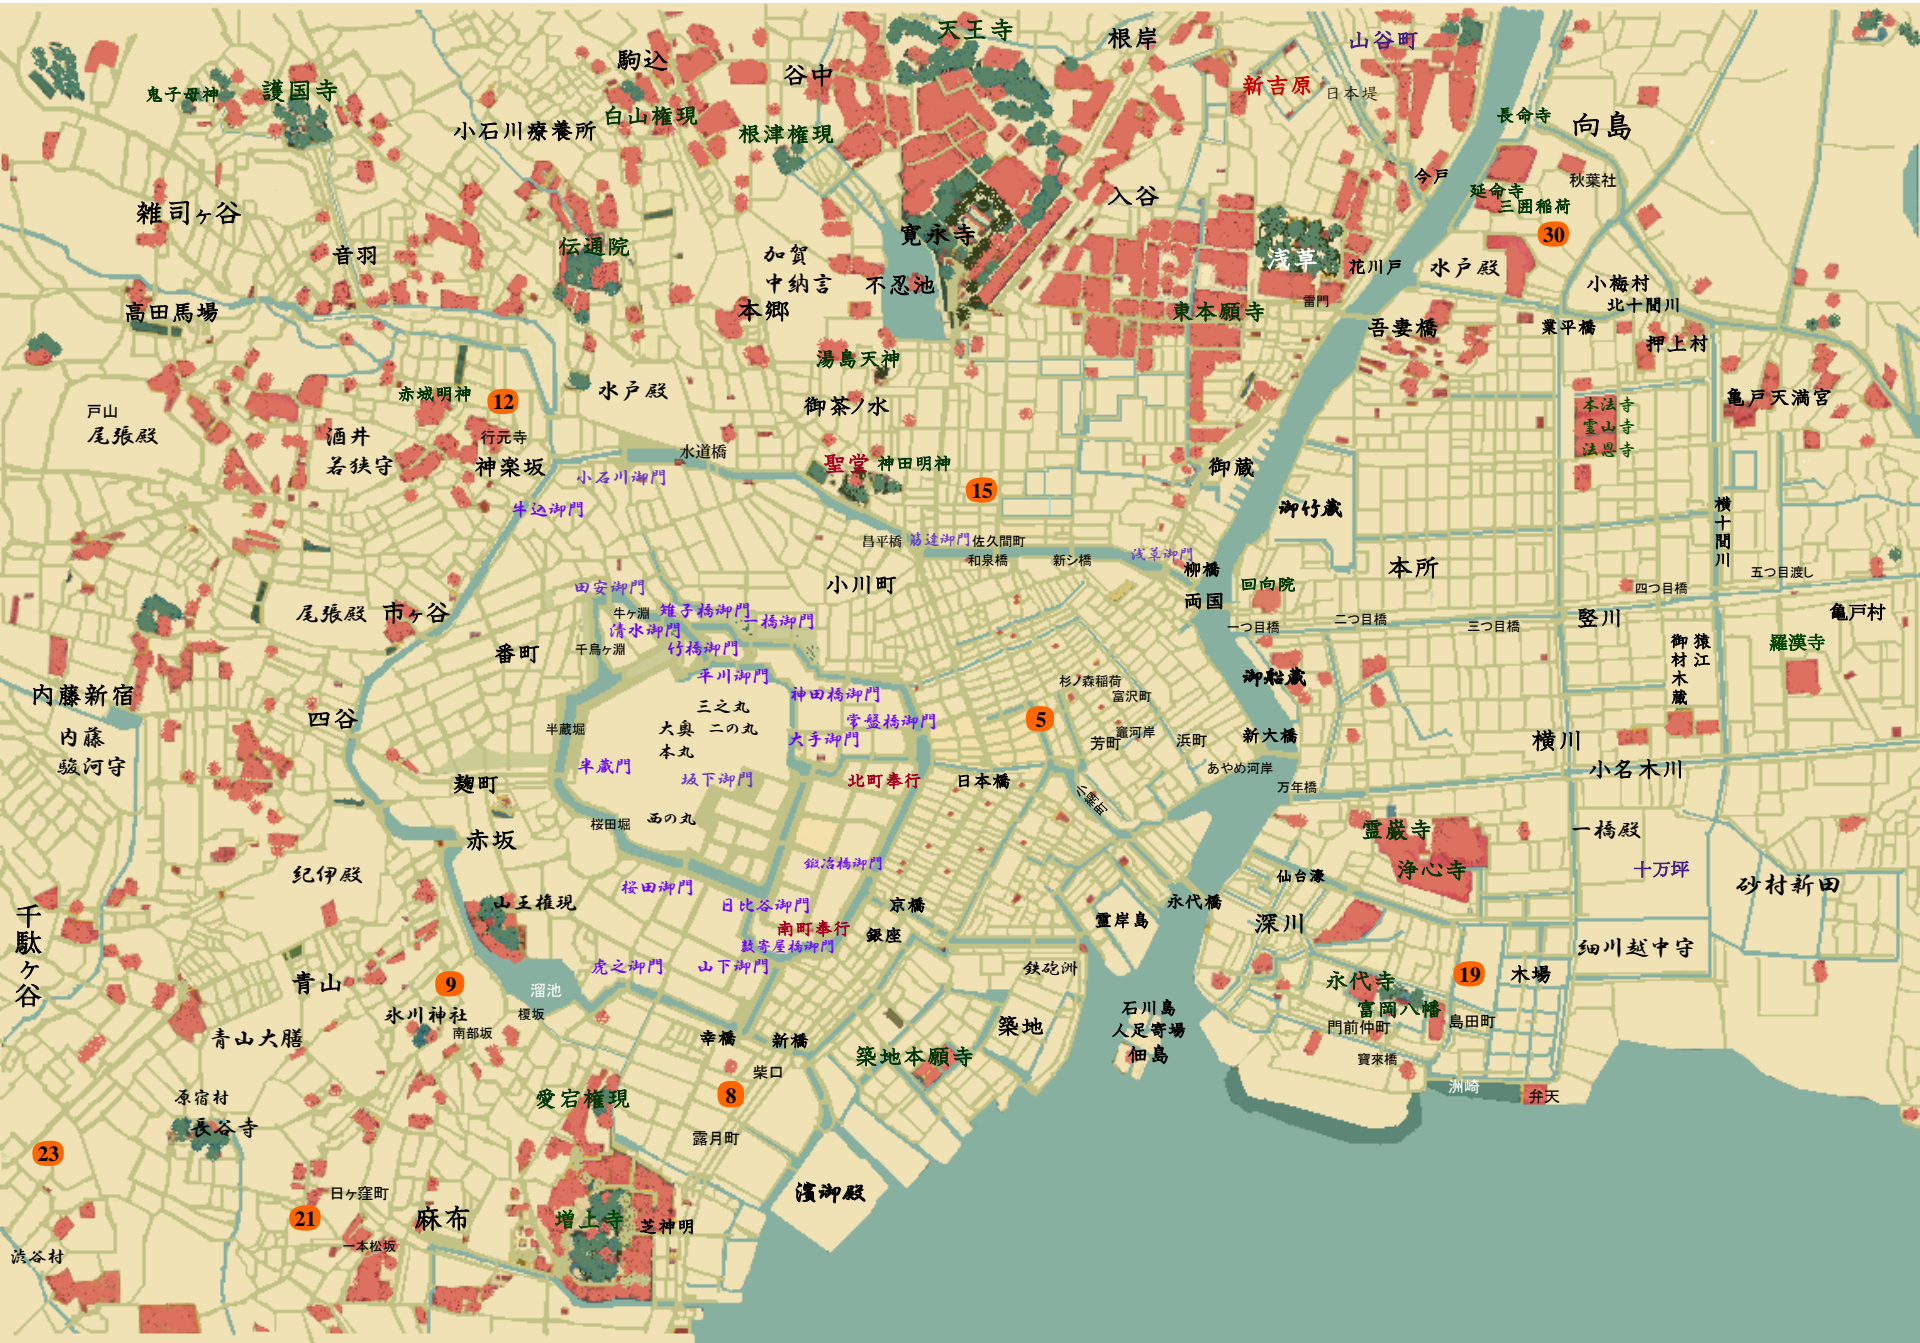 天王寺
根岸
山谷町
駒込
谷中
新吉原
日本堤
鬼子母神
護国寺
白山権現
長命寺
向島
小石川療養所
根津権現
今戸
秋葉社
延命寺
三囲稲荷
入谷
雑司ヶ谷
30
寛永寺
音羽
伝通院
加賀
中納言
浅草
花川戸
水戸殿
不忍池
小梅村
北十間川
高田馬場
本郷
東本願寺
雷門
吾妻橋
業平橋
押上村
湯島天神
赤城明神
12
水戸殿
御茶ノ水
亀戸天満宮
本法寺
霊山寺
法恩寺
戸山
尾張殿
酒井
若狭守
行元寺
神楽坂
水道橋
聖堂
神田明神
御蔵
小石川御門
15
牛込御門
御竹蔵
横十間川
昌平橋
筋違御門
佐久間町
和泉橋
新シ橋
浅草御門
柳橋
本所
五つ目渡し
小川町
回向院
四つ目橋
田安御門
両国
尾張殿
市ヶ谷
牛ヶ淵
雉子橋御門
一橋御門
清水御門
一つ目橋
二つ目橋
三つ目橋
竪川
亀戸村
番町
千鳥ヶ淵
竹橋御門
猿江
御材木蔵
羅漢寺
平川御門
御船蔵
杉ノ森稲荷
富沢町
内藤新宿
神田橋御門
四谷
三之丸
大奥
二の丸
本丸
常盤橋御門
5
内藤
駿河守
半蔵堀
大手御門
芳町
竈河岸
浜町
新大橋
横川
半蔵門
坂下御門
北町奉行
日本橋
あやめ河岸
小名木川
麹町
小網町
万年橋
桜田堀
西の丸
霊巌寺
一橋殿
赤坂
鍛冶橋御門
浄心寺
十万坪
紀伊殿
桜田御門
仙台濠
砂村新田
山王権現
日比谷御門
京橋
永代橋
千駄ヶ谷
南町奉行
銀座
霊岸島
深川
数寄屋橋御門
細川越中守
虎之御門
山下御門
鉄砲洲
青山
9
溜池
19
木場
永代寺
氷川神社
榎坂
石川島
人足寄場
佃島
富岡八幡
南部坂
築地
門前仲町
島田町
青山大膳
幸橋
新橋
築地本願寺
寶來橋
柴口
洲崎
弁天
原宿村
愛宕権現
8
長谷寺
露月町
23
日ヶ窪町
濱御殿
21
麻布
増上寺
芝神明
一本松坂
渋谷村